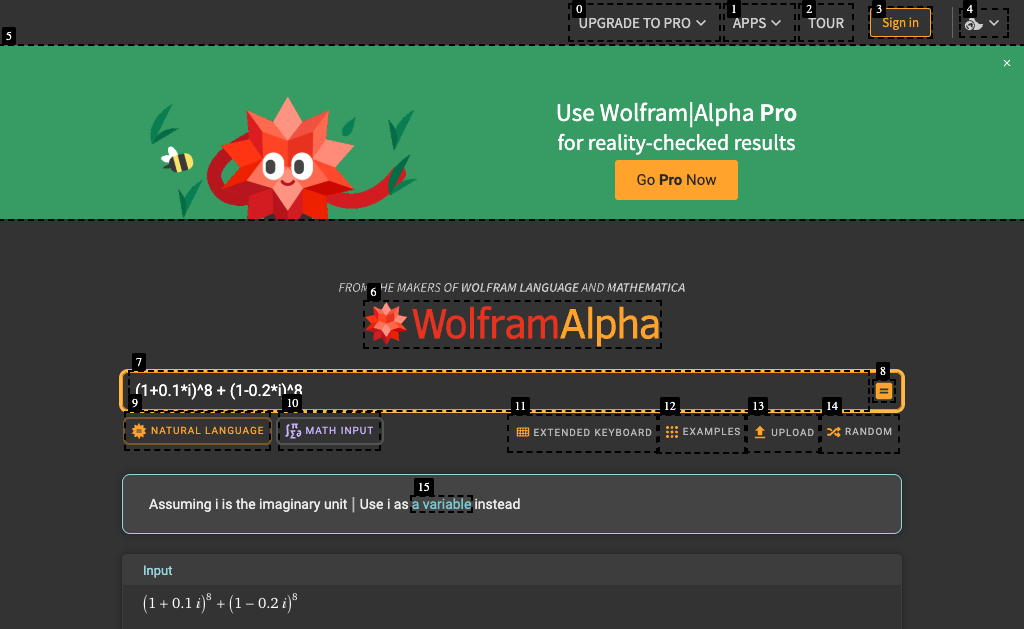 UPGRADE TO PRO
APPS
TOUR
Sign in
0
1
2
3
4
5
×
Use Wolfram|Alpha Pro
for reality-checked results
Go Pro Now
FROM THE MAKERS OF WOLFRAM LANGUAGE AND MATHEMATICA
6
WolframAlpha
7
8
(1+0.1*i)^8 + (1-0.2*i)^8
=
9
10
11
12
13
14
NATURAL LANGUAGE
MATH INPUT
EXTENDED KEYBOARD
EXAMPLES
UPLOAD
RANDOM
15
Assuming i is the imaginary unit | Use i as a variable instead
Input
(1 + 0.1 i)^8 + (1 − 0.2 i)^8